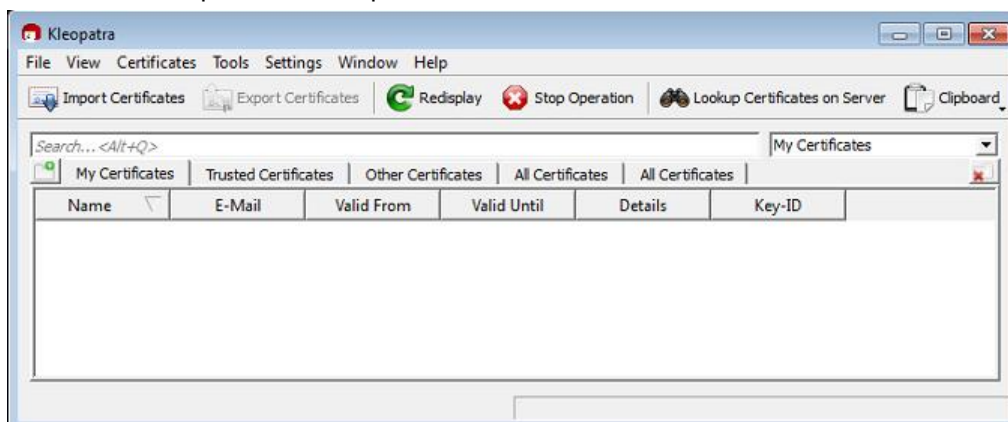 Kleopatra
File View Certificates Tools Settings Window Help
Import Certificates Export Certificates Redisplay Stop Operation Lookup Certificates on Server Clipboard
Search...<Alt+Q> My Certificates
My Certificates Trusted Certificates Other Certificates All Certificates All Certificates
Name E-Mail Valid From Valid Until Details Key-ID